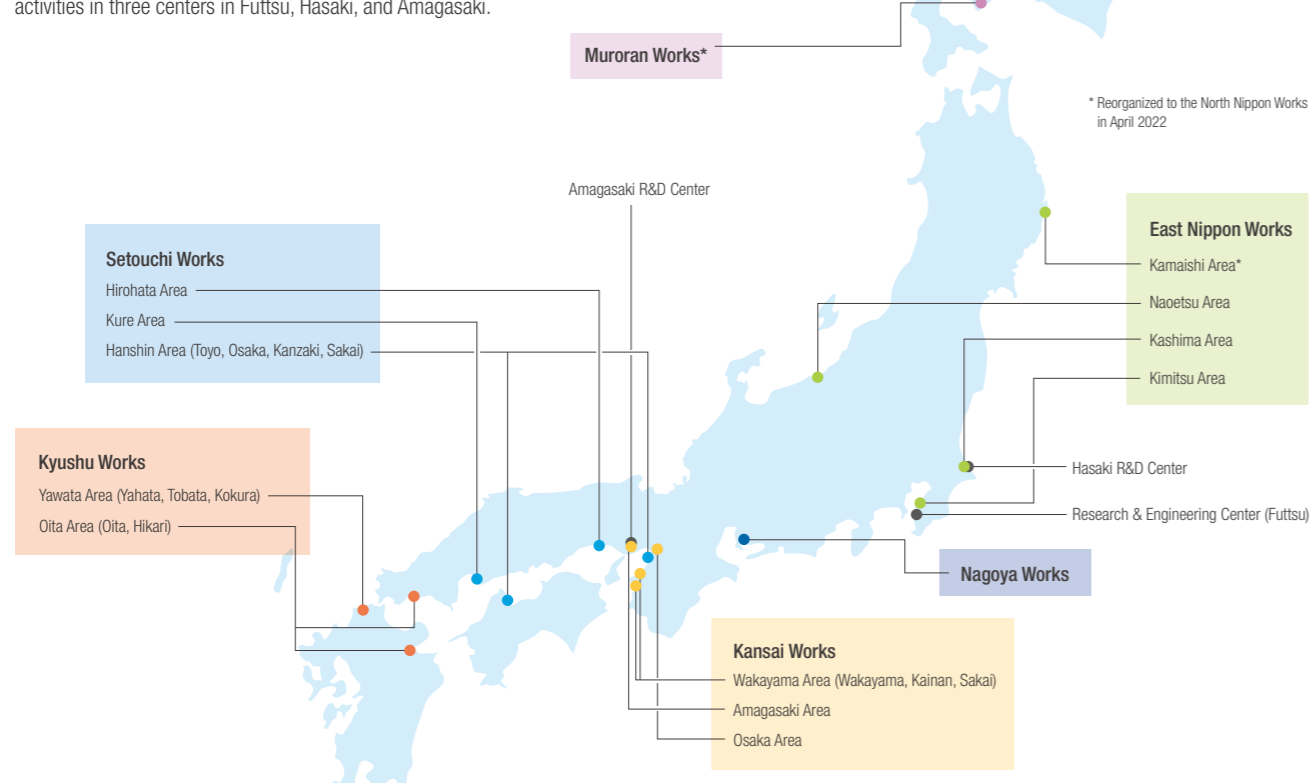 activities in three centers in Futtsu, Hasaki, and Amagasaki.
Muroran Works*
* Reorganized to the North Nippon Works
in April 2022
Amagasaki R&D Center
Setouchi Works
Hirohata Area
Kure Area
Hanshin Area (Toyo, Osaka, Kanzaki, Sakai)
East Nippon Works
Kamaishi Area*
Naoetsu Area
Kashima Area
Kimitsu Area
Kyushu Works
Yawata Area (Yahata, Tobata, Kokura)
Oita Area (Oita, Hikari)
Hasaki R&D Center
Research & Engineering Center (Futtsu)
Nagoya Works
Kansai Works
Wakayama Area (Wakayama, Kainan, Sakai)
Amagasaki Area
Osaka Area